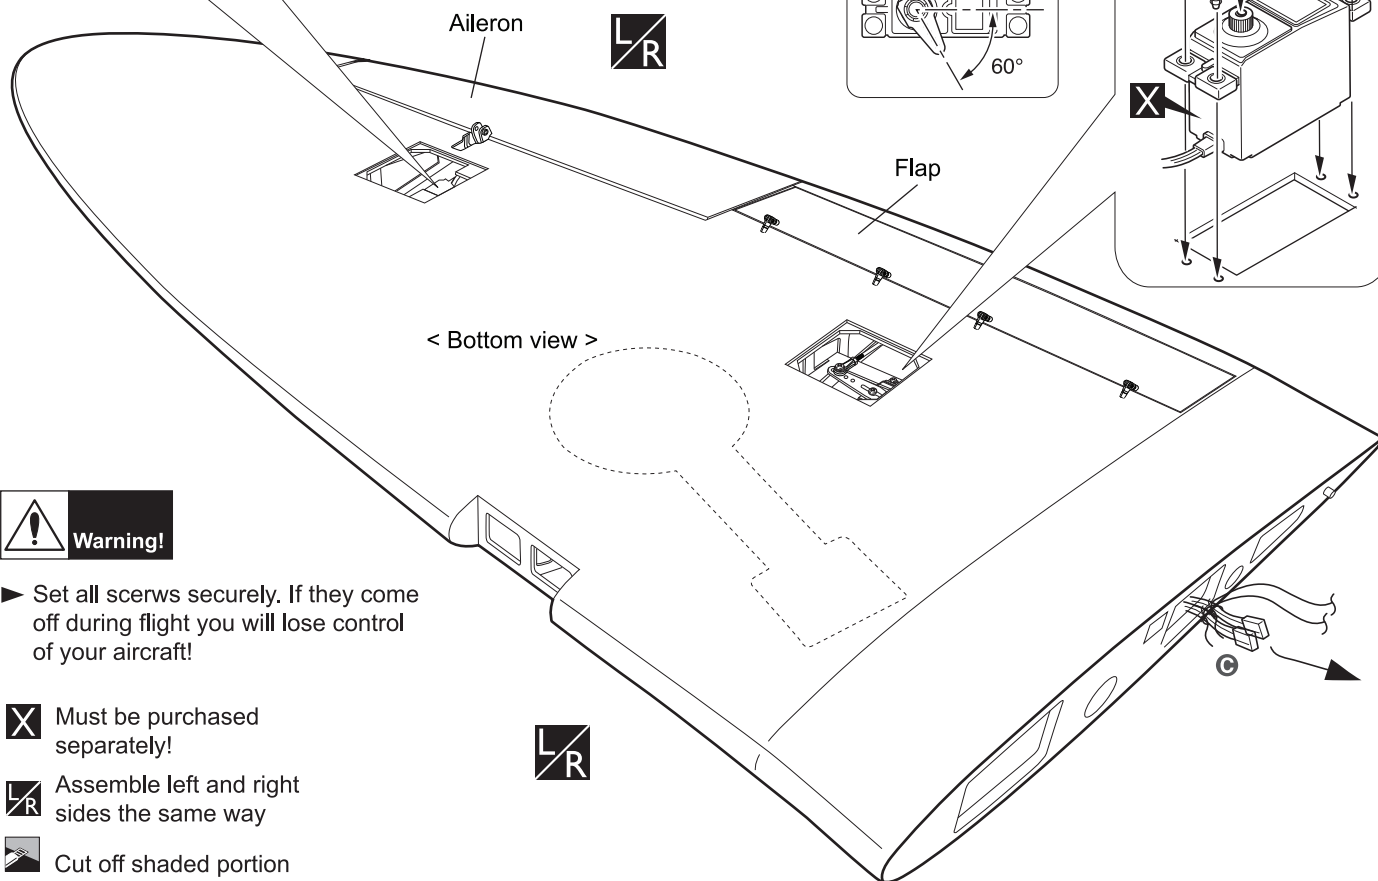 Aileron
L/R
60°
X
Flap
< Bottom view >
Warning!
Set all scerws securely. If they come
off during flight you will lose control
of your aircraft!
C
X Must be purchased
separately!
L/R Assemble left and right
sides the same way
L/R
Cut off shaded portion